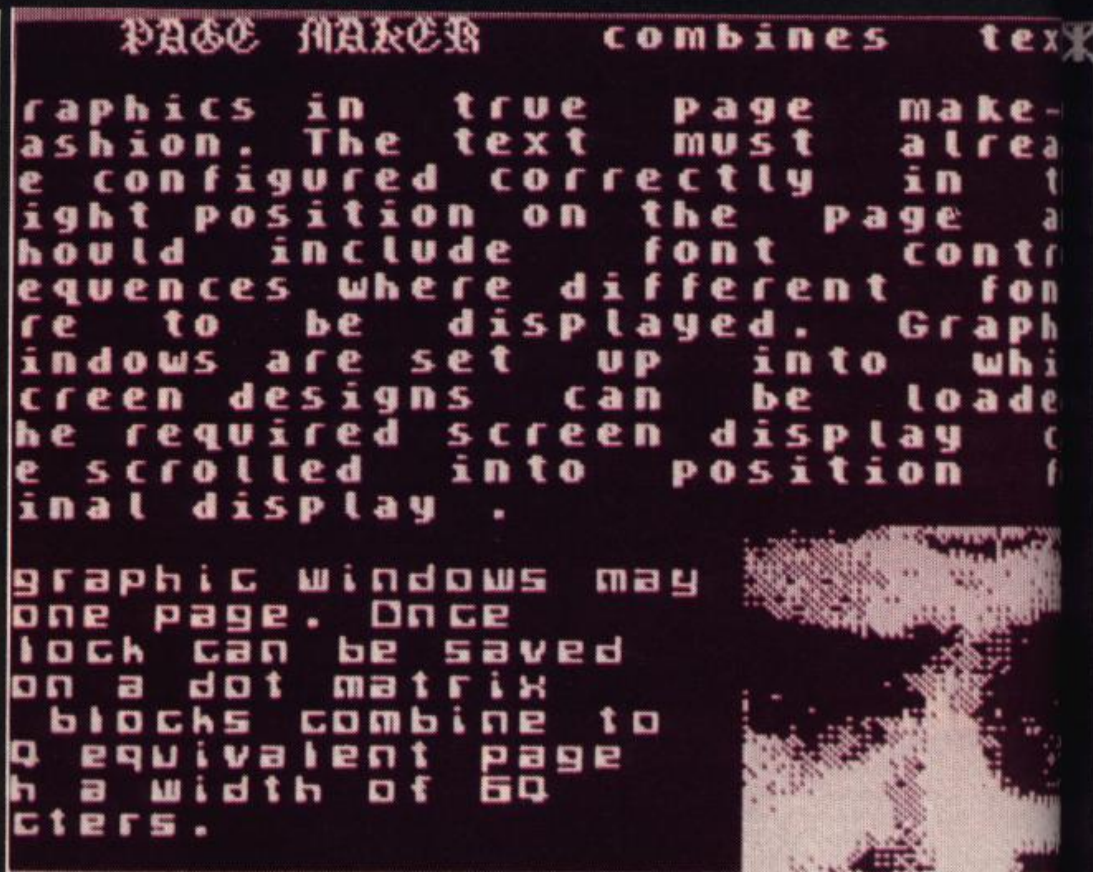 PAGE MAKER combines tex
raphics in true page make-
ashion. The text must alrea
e configured correctly in t
ight position on the page a
hould include font contr
equences where different fon
re to be displayed. Graph
indows are set up into whi
creen designs can be loade
he required screen display c
e scrolled into position f
inal display .
graphic windows may
one page. Once
lock can be saved
on a dot matrix
blocks combine to
equivalent page
h a width of
cters.